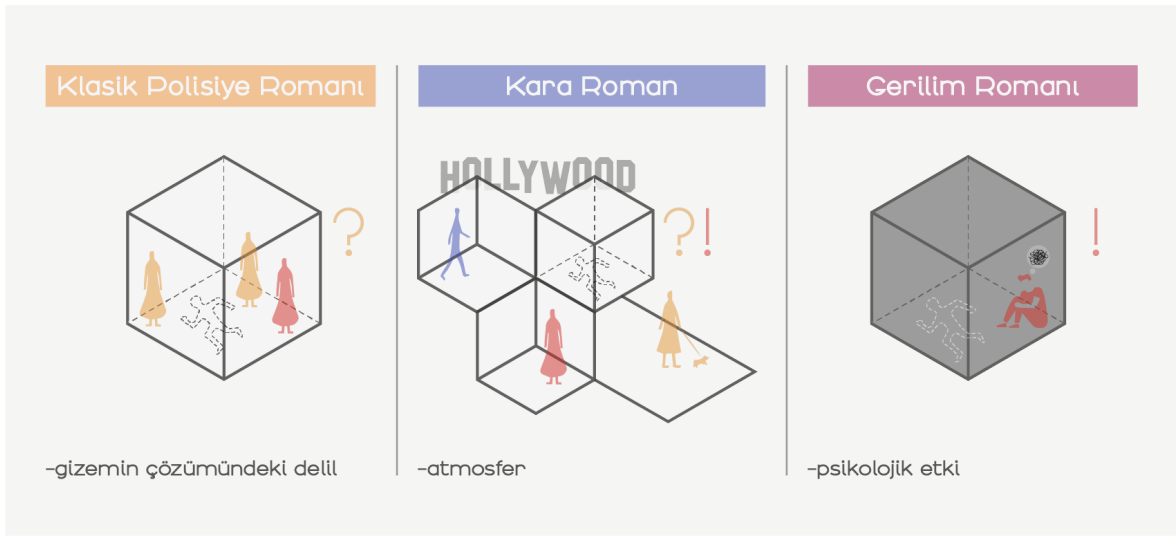 Klasik Polisiye Romanı
?
-gizemin çözümündeki delil
Kara Roman
HOLLYWOOD
?!
-atmosfer
Gerilim Romanı
!
-psikolojik etki